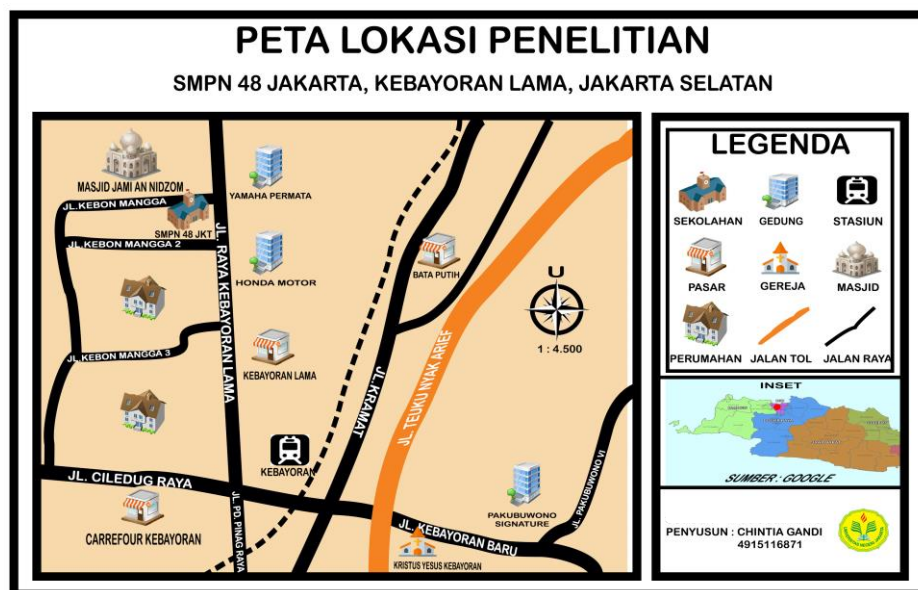 PETA LOKASI PENELITIAN
SMPN 48 JAKARTA, KEBAYORAN LAMA, JAKARTA SELATAN
MASJID JAMI AN NIDZOM
JL.KEBON MANGGA
SMPN 48 JKT
JL. KEBON MANGGA 2
JL. KEBON MANGGA 3
JL. RAYA KEBAYORAN LAMA
YAMAHA PERMATA
HONDA MOTOR
KEBAYORAN LAMA
BATA PUTIH
JL.KRAMAT
JL. TEUKU NYAK ARIEF
U
1 : 4.500
KEBAYORAN
JL. CILEDUG RAYA
CARREFOUR KEBAYORAN
JL. PD. PINAG RAYA
JL. KEBAYORAN BARU
KRISTUS YESUS KEBAYORAN
PAKUBUWONO
SIGNATURE
JL. PAKUBUWONO VI
LEGENDA
SEKOLAHAN
GEDUNG
STASIUN
PASAR
GEREJA
MASJID
PERUMAHAN
JALAN TOL
JALAN RAYA
INSET
SUMBER : GOOGLE
PENYUSUN : CHINTIA GANDI
4915116871